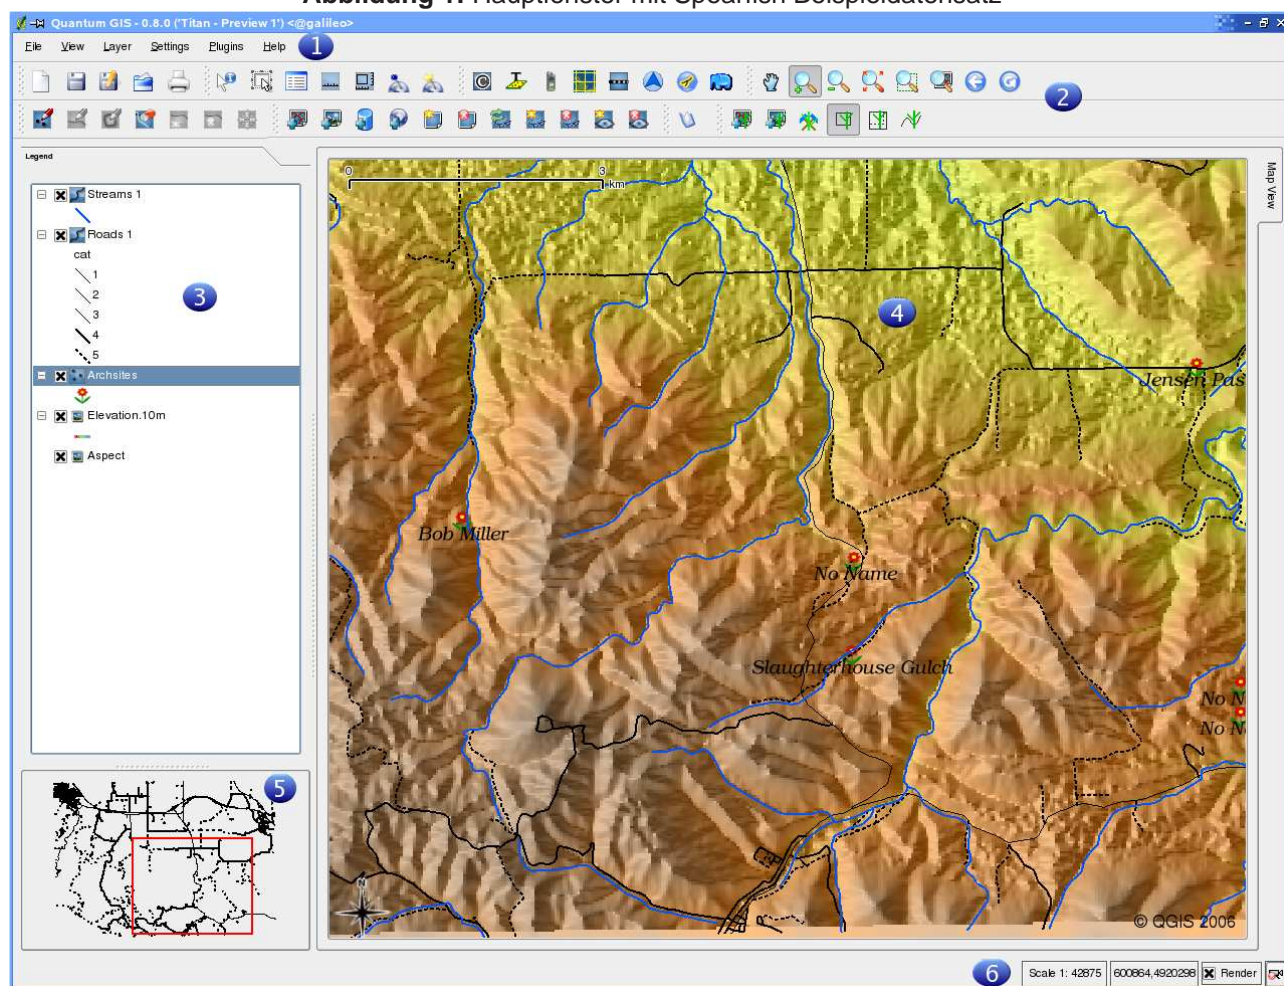 Abbildung 1: Hauptfenster mit Spearfish Beispieldatensatz
Quantum GIS - 0.8.0 ('Titan - Preview 1') <@galileo>
File View Layer Settings Plugins Help 1
2
Legend
Map View
Streams 1
Roads 1
cat
1
2
3
4
5
3
Archsites
Elevation.10m
Aspect
0 3
km
4
Jensen Pas
Bob Miller
No Name
Slaughterhouse Gulch
No N
No N
N
© QGIS 2006
5
6
Scale 1: 42875
600864,4920298
Render